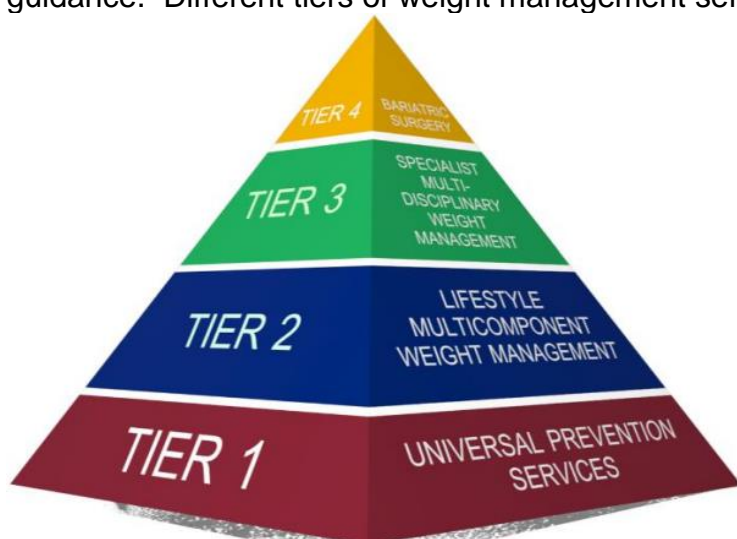 guidance. Different tiers of weight management ser
TIER 4
BARIATRIC
SURGERY
TIER 3
SPECIALIST
MULTI-
DISCIPLINARY
WEIGHT
MANAGEMENT
TIER 2
LIFESTYLE
MULTICOMPONENT
WEIGHT MANAGEMENT
TIER 1
UNIVERSAL PREVENTION
SERVICES